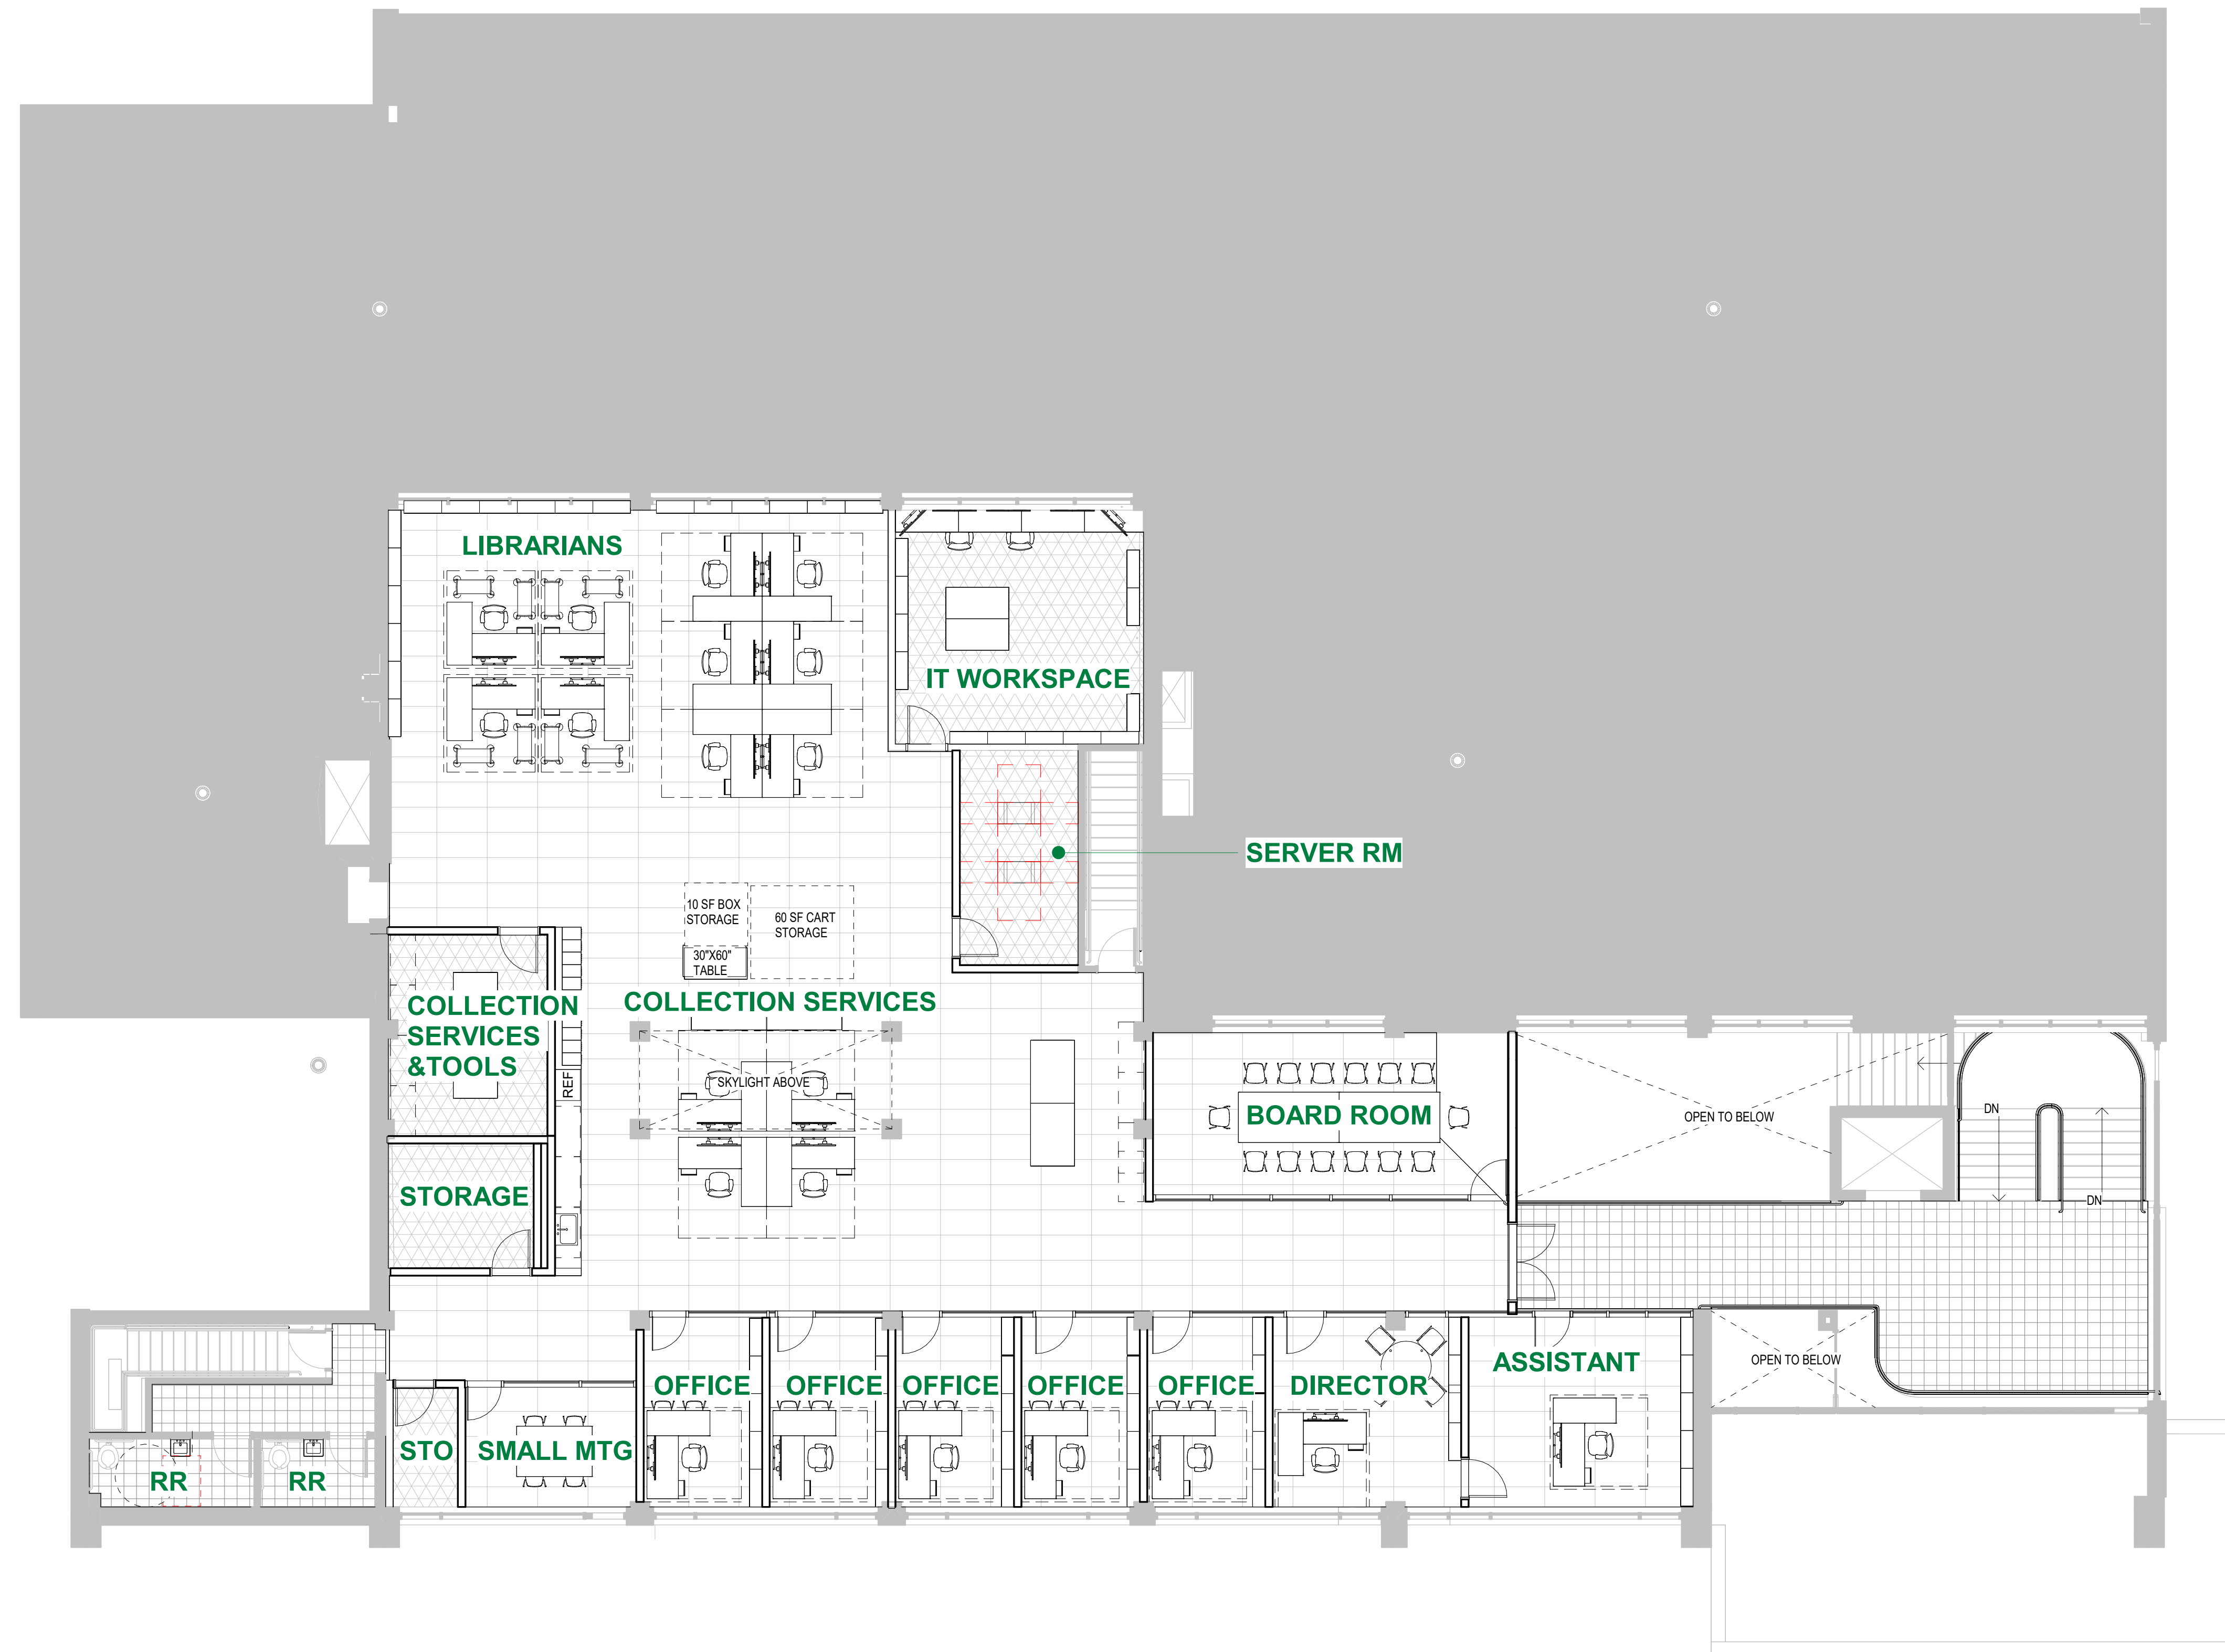 LIBRARIANS
IT WORKSPACE
SERVER RM
10 SF BOX
STORAGE
60 SF CART
STORAGE
30"X60"
TABLE
COLLECTION
SERVICES
&TOOLS
COLLECTION SERVICES
REF
SKYLIGHT ABOVE
BOARD ROOM
OPEN TO BELOW
DN
DN
STORAGE
OFFICE
OFFICE
OFFICE
OFFICE
OFFICE
DIRECTOR
ASSISTANT
OPEN TO BELOW
STO
SMALL MTG
RR
RR